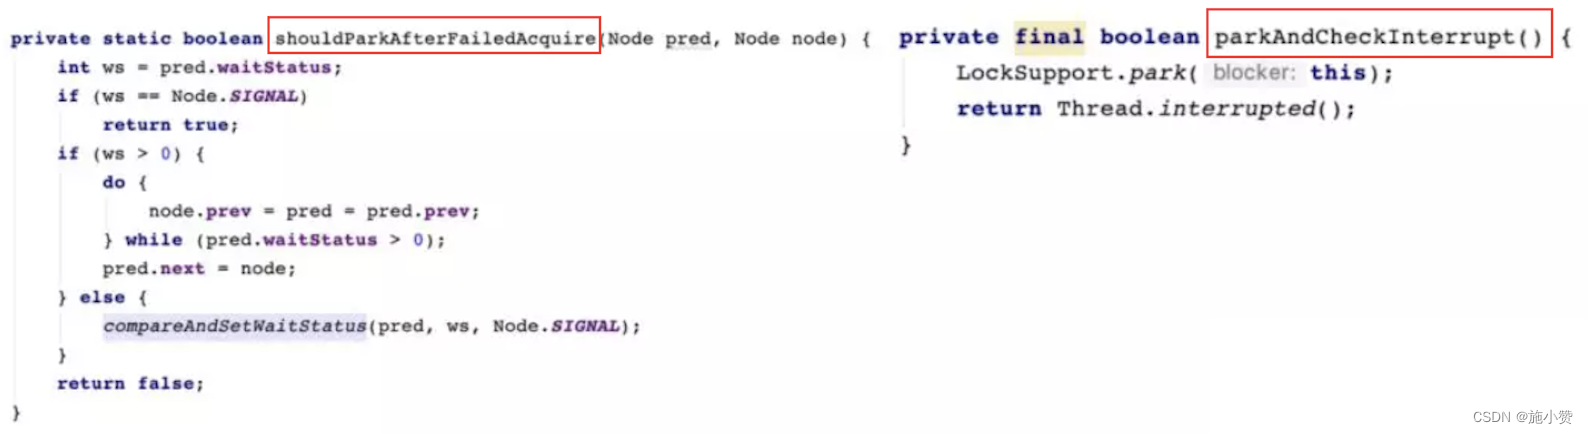 private static boolean shouldParkAfterFailedAcquire(Node pred, Node node) {
int ws = pred.waitStatus;
if (ws == Node.SIGNAL)
return true;
if (ws > 0) {
do {
node.prev = pred = pred.prev;
} while (pred.waitStatus > 0);
pred.next = node;
} else {
compareAndSetWaitStatus(pred, ws, Node.SIGNAL);
}
return false;
}
private final boolean parkAndCheckInterrupt() {
LockSupport.park( blocker: this);
return Thread.interrupted();
}
CSDN @施小赞